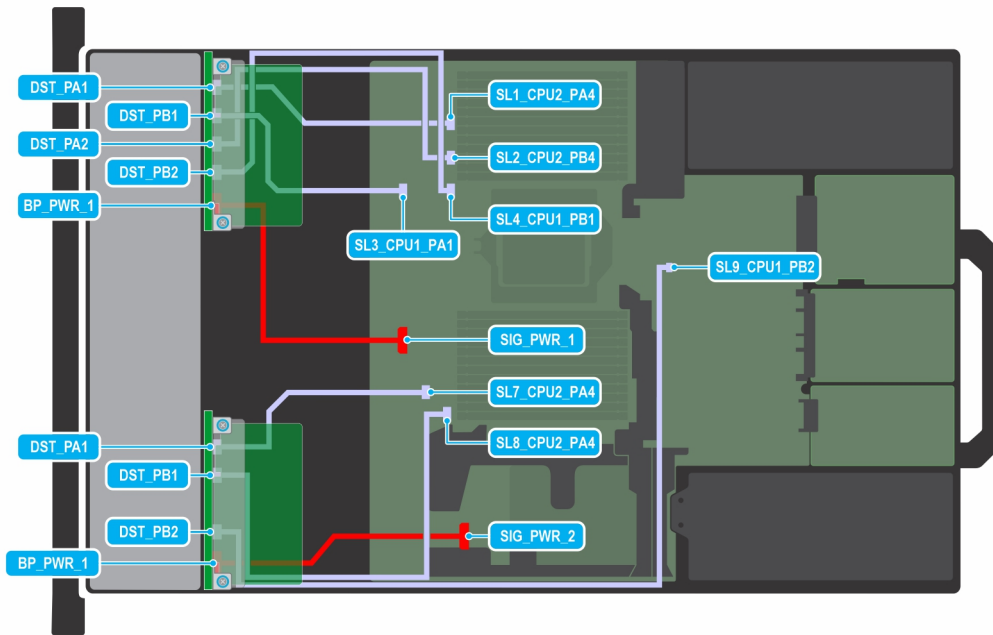 DST_PA1
DST_PB1
DST_PA2
DST_PB2
BP_PWR_1
SL1_CPU2_PA4
SL2_CPU2_PB4
SL4_CPU1_PB1
SL3_CPU1_PA1
SL9_CPU1_PB2
SIG_PWR_1
SL7_CPU2_PA4
SL8_CPU2_PA4
DST_PA1
DST_PB1
DST_PB2
BP_PWR_1
SIG_PWR_2